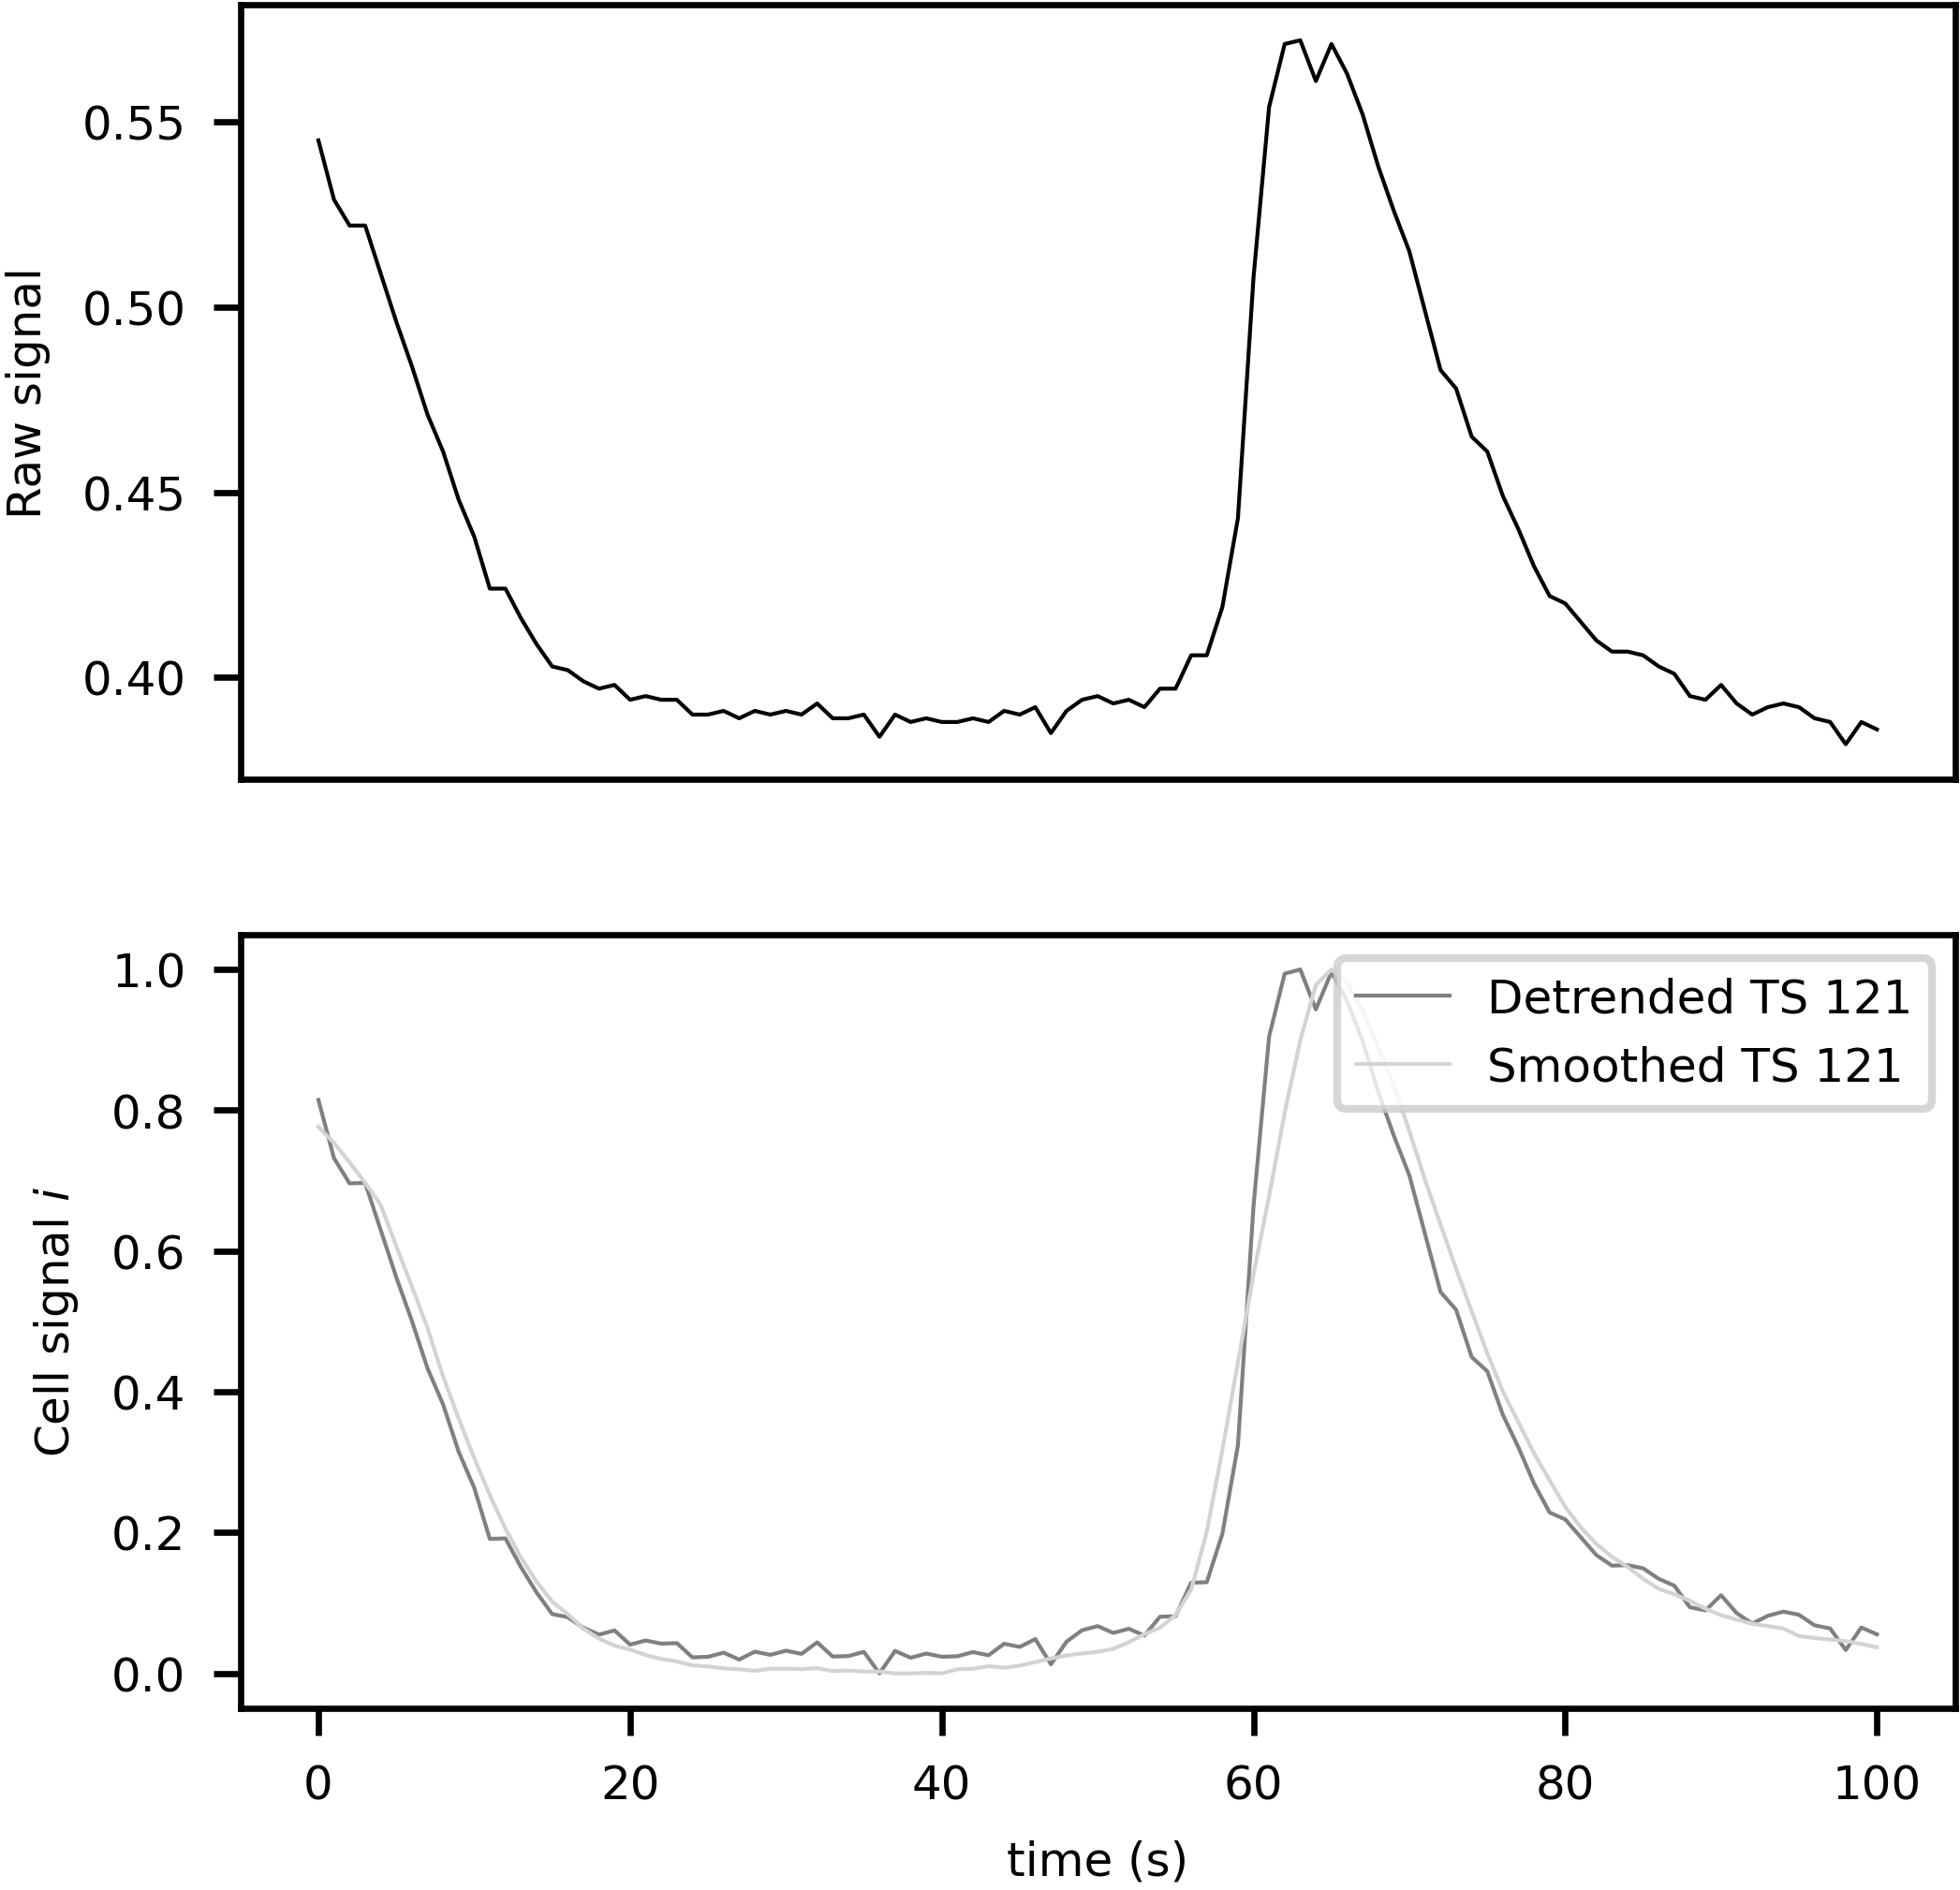 Raw signal
0.55
0.50
0.45
0.40
Cell signal i
1.0
0.8
0.6
0.4
0.2
0.0
Detrended TS 121
Smoothed TS 121
0 20 40 60 80 100
time (s)